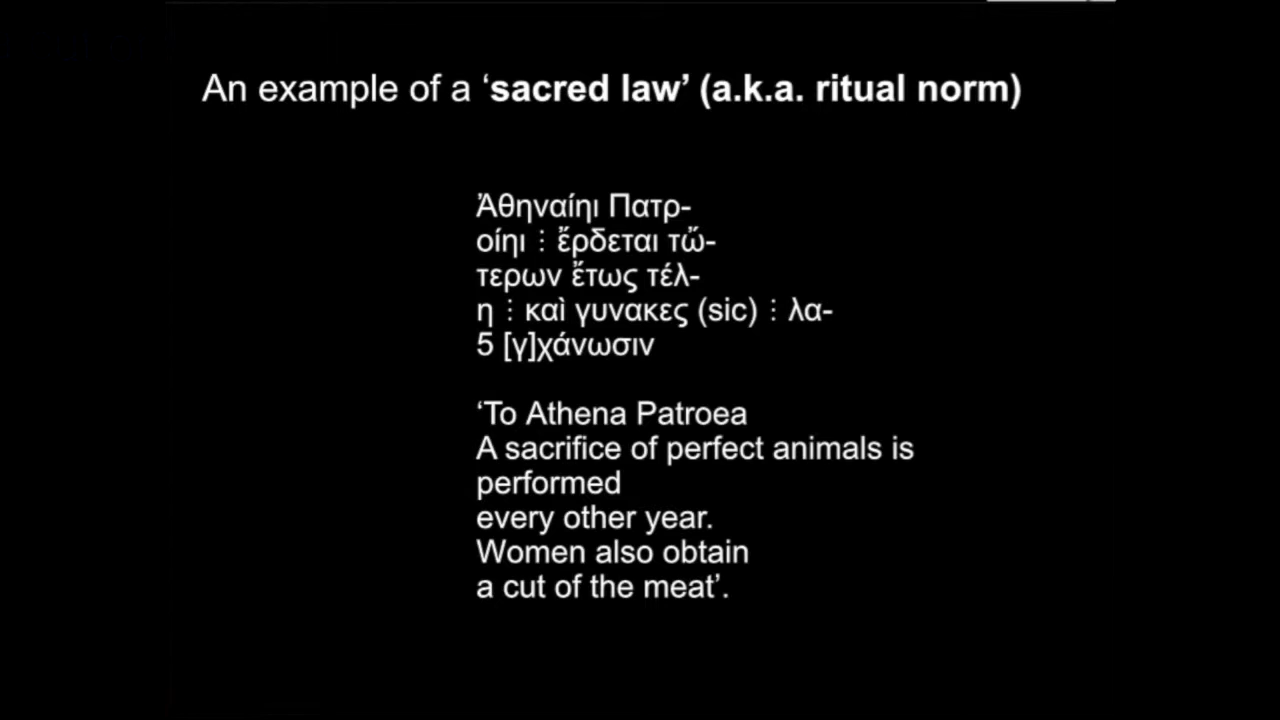 An example of a ‘sacred law’ (a.k.a. ritual norm)
Ἀθηναίηι Πατρ-
οίηι ⁝ ἔρδεται τὤ-
τερων ἔτως τέλ-
η ⁝ καὶ γυνακες (sic) ⁝ λα-
5 [γ]χάνωσιν
‘To Athena Patroea
A sacrifice of perfect animals is
performed
every other year.
Women also obtain
a cut of the meat’.